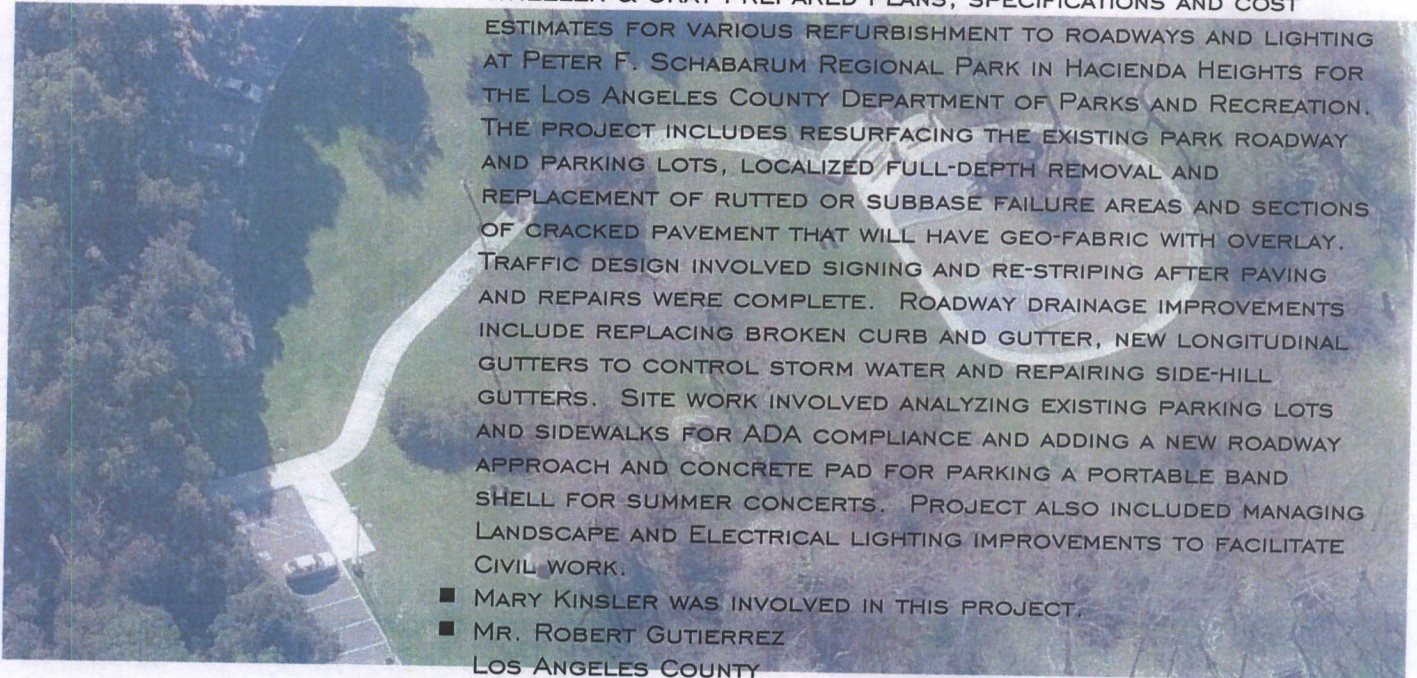 & GRAY PREPARED PLANS, SPECIFICATIONS AND COST
ESTIMATES FOR VARIOUS REFURBISHMENT TO ROADWAYS AND LIGHTING
AT PETER F. SCHABARUM REGIONAL PARK IN HACIENDA HEIGHTS FOR
THE LOS ANGELES COUNTY DEPARTMENT OF PARKS AND RECREATION.
THE PROJECT INCLUDES RESURFACING THE EXISTING PARK ROADWAY
AND PARKING LOTS, LOCALIZED FULL-DEPTH REMOVAL AND
REPLACEMENT OF RUTTED OR SUBBASE FAILURE AREAS AND SECTIONS
OF CRACKED PAVEMENT THAT WILL HAVE GEO-FABRIC WITH OVERLAY.
TRAFFIC DESIGN INVOLVED SIGNING AND RE-STRIPING AFTER PAVING
AND REPAIRS WERE COMPLETE. ROADWAY DRAINAGE IMPROVEMENTS
INCLUDE REPLACING BROKEN CURB AND GUTTER, NEW LONGITUDINAL
GUTTERS TO CONTROL STORM WATER AND REPAIRING SIDE-HILL
GUTTERS. SITE WORK INVOLVED ANALYZING EXISTING PARKING LOTS
AND SIDEWALKS FOR ADA COMPLIANCE AND ADDING A NEW ROADWAY
APPROACH AND CONCRETE PAD FOR PARKING A PORTABLE BAND
SHELL FOR SUMMER CONCERTS. PROJECT ALSO INCLUDED MANAGING
LANDSCAPE AND ELECTRICAL LIGHTING IMPROVEMENTS TO FACILITATE
CIVIL WORK.
■ MARY KINSLER WAS INVOLVED IN THIS PROJECT.
■ MR. ROBERT GUTIERREZ
LOS ANGELES COUNTY